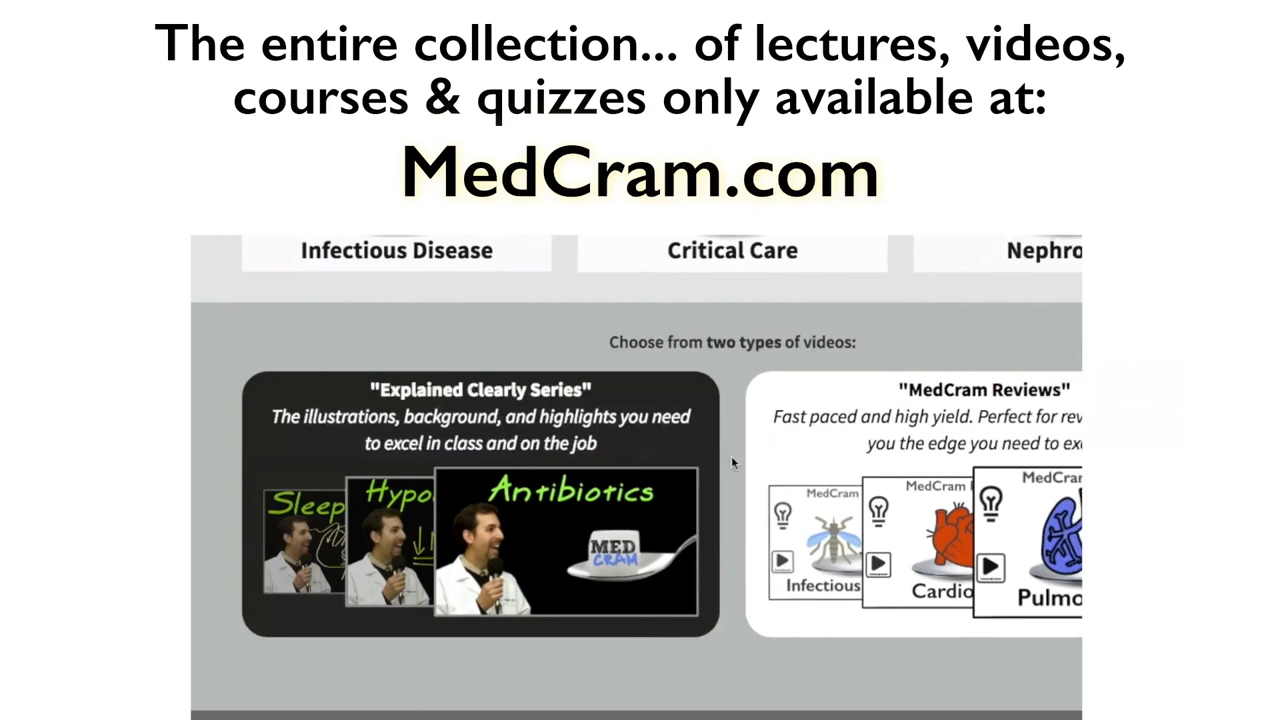 The entire collection... of lectures, videos,
courses & quizzes only available at:
MedCram.com
Infectious Disease
Critical Care
Nephro
Choose from two types of videos:
"Explained Clearly Series"
The illustrations, background, and highlights you need
to excel in class and on the job
Sleep
Hypo
Antibiotics
MED
CRAM
"MedCram Reviews"
Fast paced and high yield. Perfect for rev
you the edge you need to exc
MedCram
Infectious
MedCram
Cardio
MedCram
Pulmo